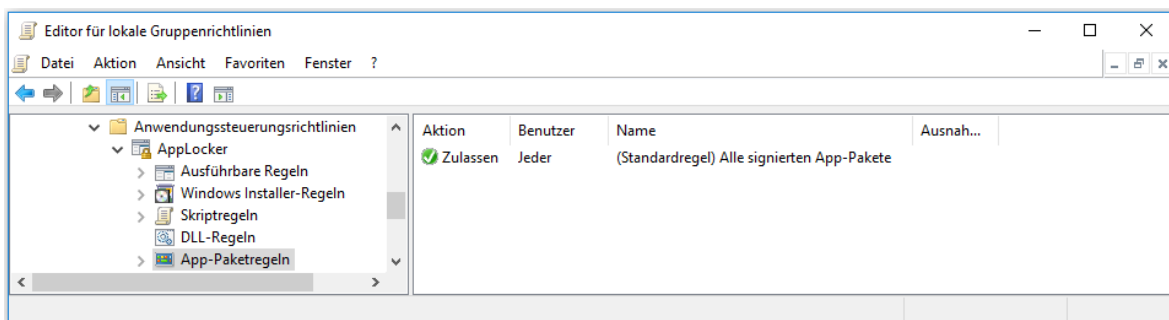 Editor für lokale Gruppenrichtlinien
Datei Aktion Ansicht Favoriten Fenster ?
Anwendungssteuerungsrichtlinien
AppLocker
Ausführbare Regeln
Windows Installer-Regeln
Skriptregeln
DLL-Regeln
App-Paketregeln
Aktion Benutzer Name Ausnah...
Zulassen Jeder (Standardregel) Alle signierten App-Pakete